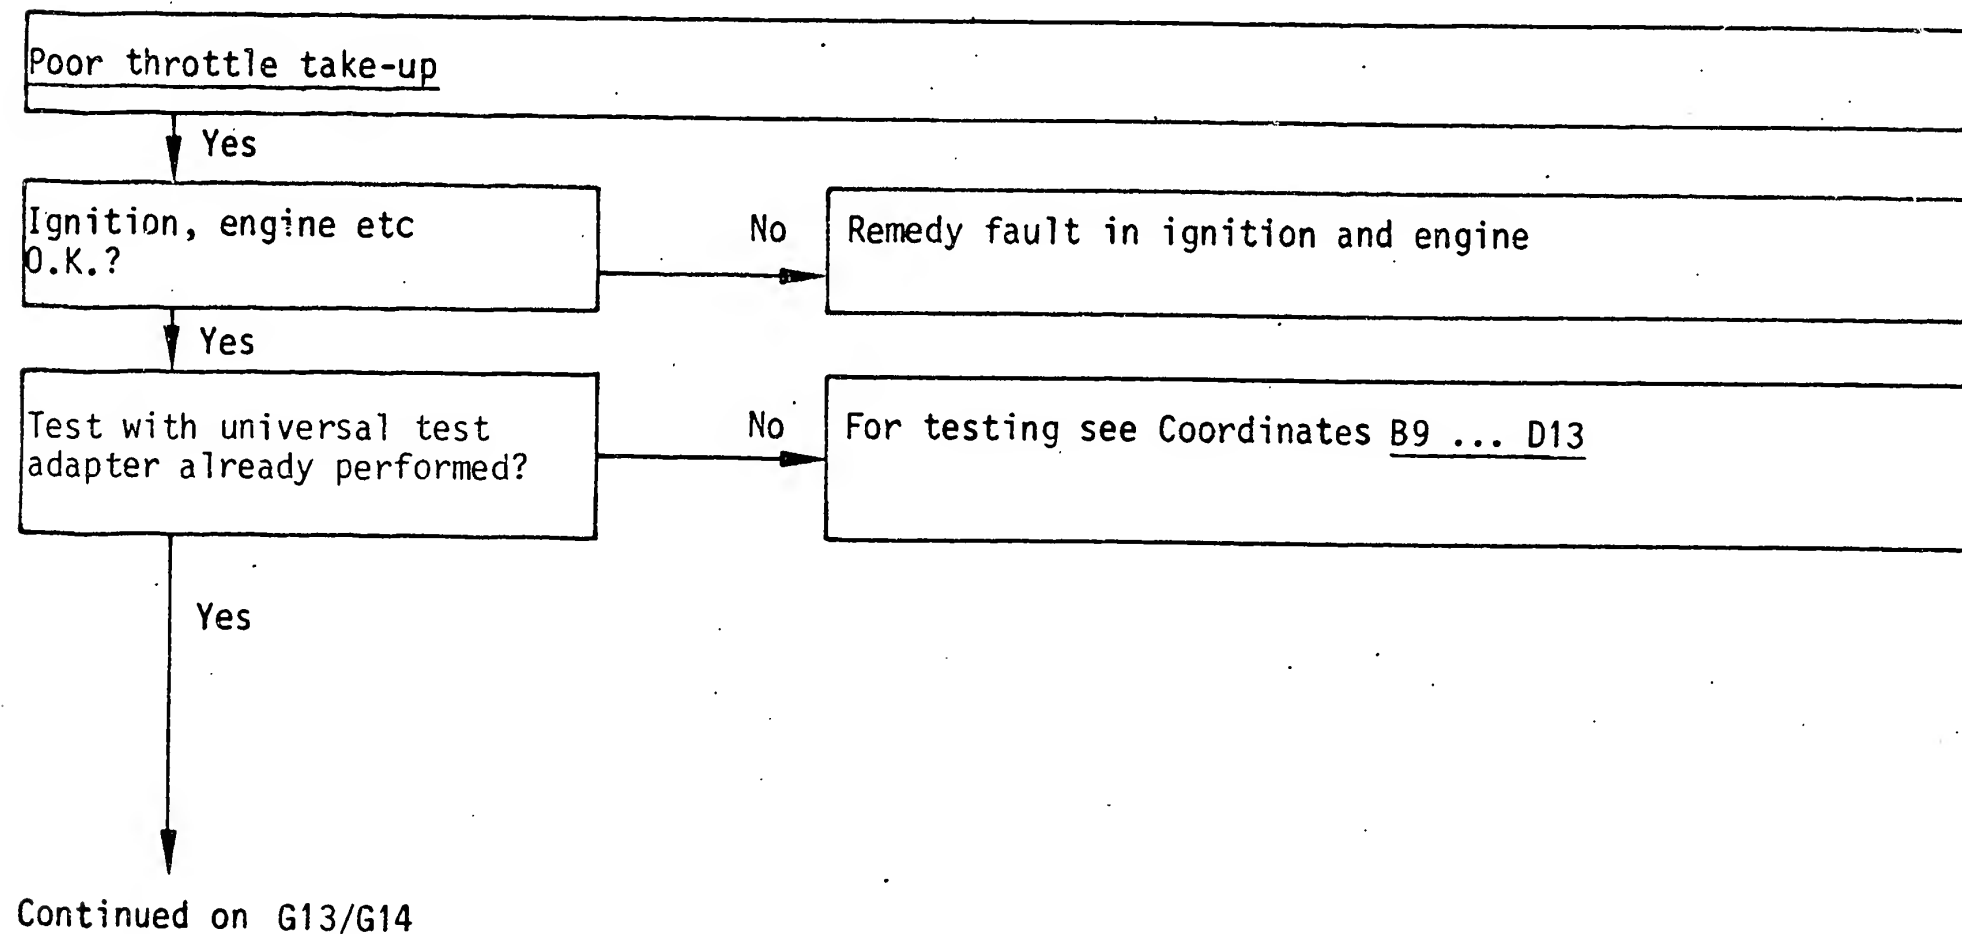 Poor throttle take-up
Yes
Ignition, engine etc
O.K.?
No
Remedy fault in ignition and engine
Yes
Test with universal test
adapter already performed?
No
For testing see Coordinates B9 ... D13
Yes
Continued on G13/G14